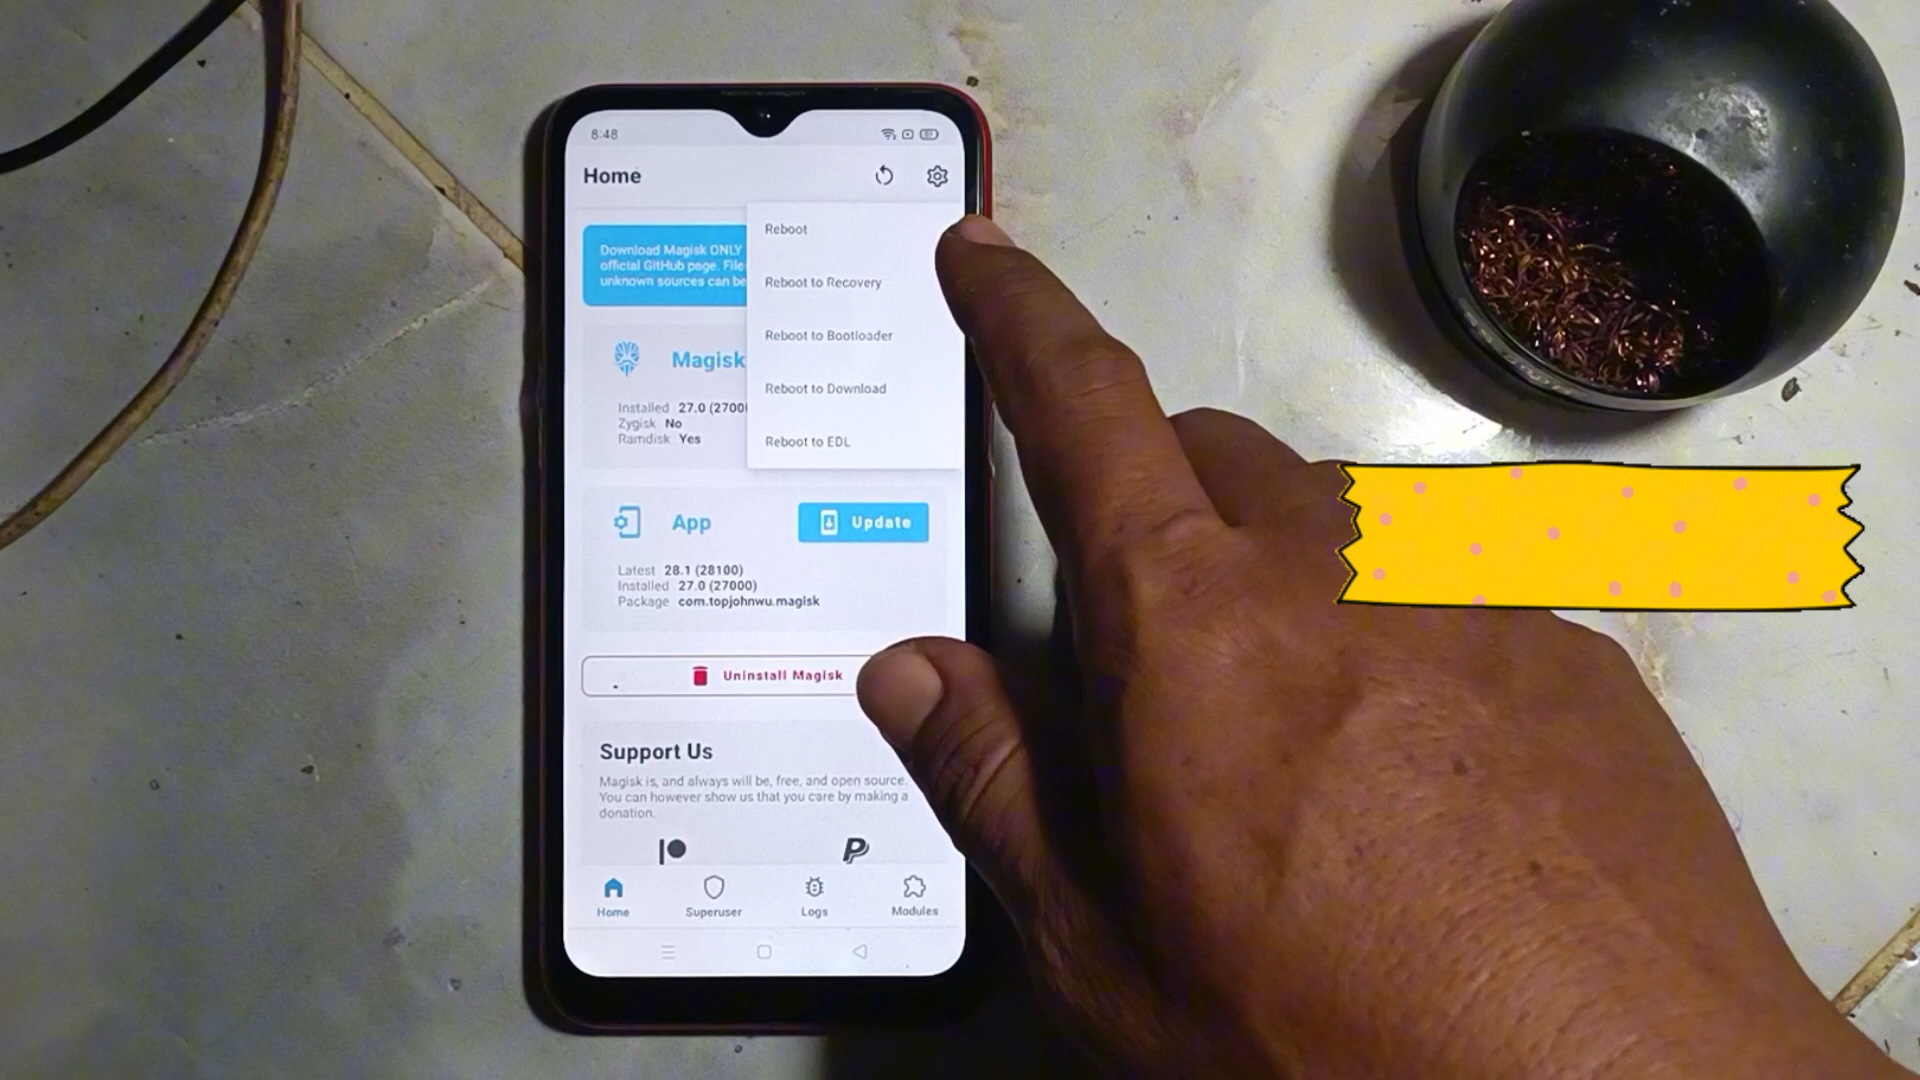 8:48
Home
Reboot
Reboot to Recovery
Reboot to Bootloader
Reboot to Download
Reboot to EDL
Download Magisk ONLY
official GitHub page. File
unknown sources can be
Magisk
Installed 27.0 (2700
Zygisk No
Ramdisk Yes
App
Update
Latest 28.1 (28100)
Installed 27.0 (27000)
Package com.topjohnwu.magisk
Uninstall Magisk
Support Us
Magisk is, and always will be, free, and open source.
You can however show us that you care by making a
donation.
Home
Superuser
Logs
Modules